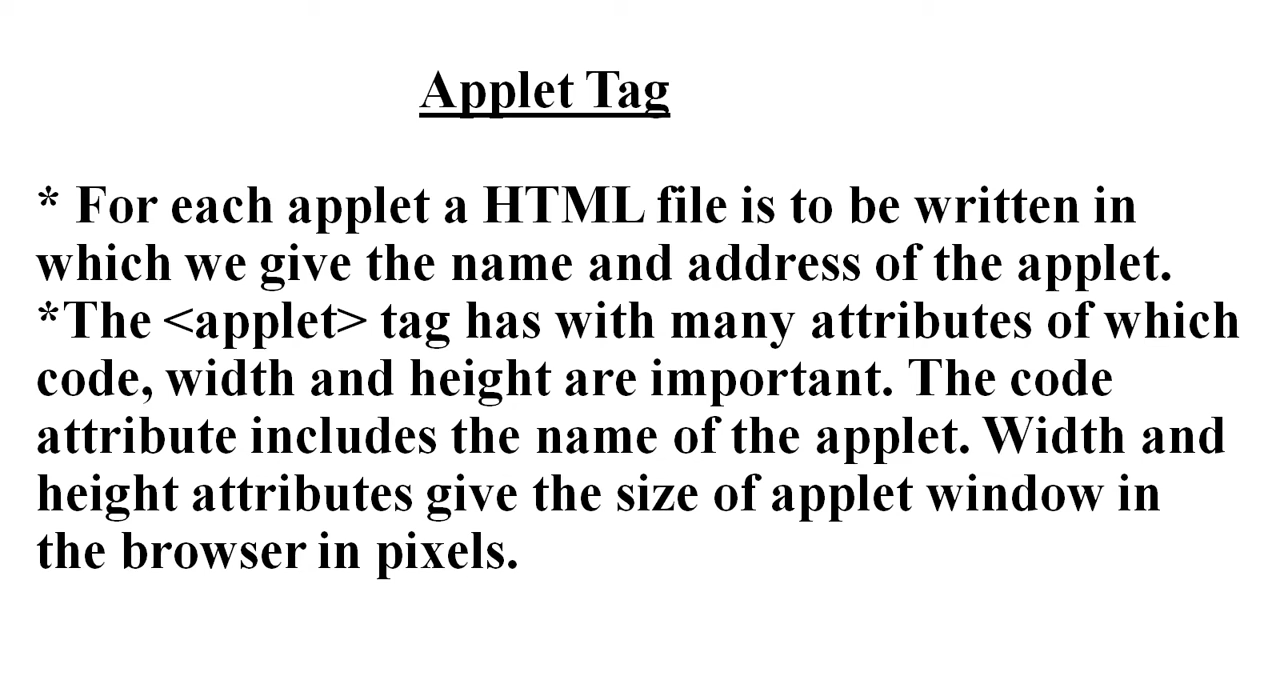 Applet Tag
* For each applet a HTML file is to be written in
which we give the name and address of the applet.
*The <applet> tag has with many attributes of which
code, width and height are important. The code
attribute includes the name of the applet. Width and
height attributes give the size of applet window in
the browser in pixels.